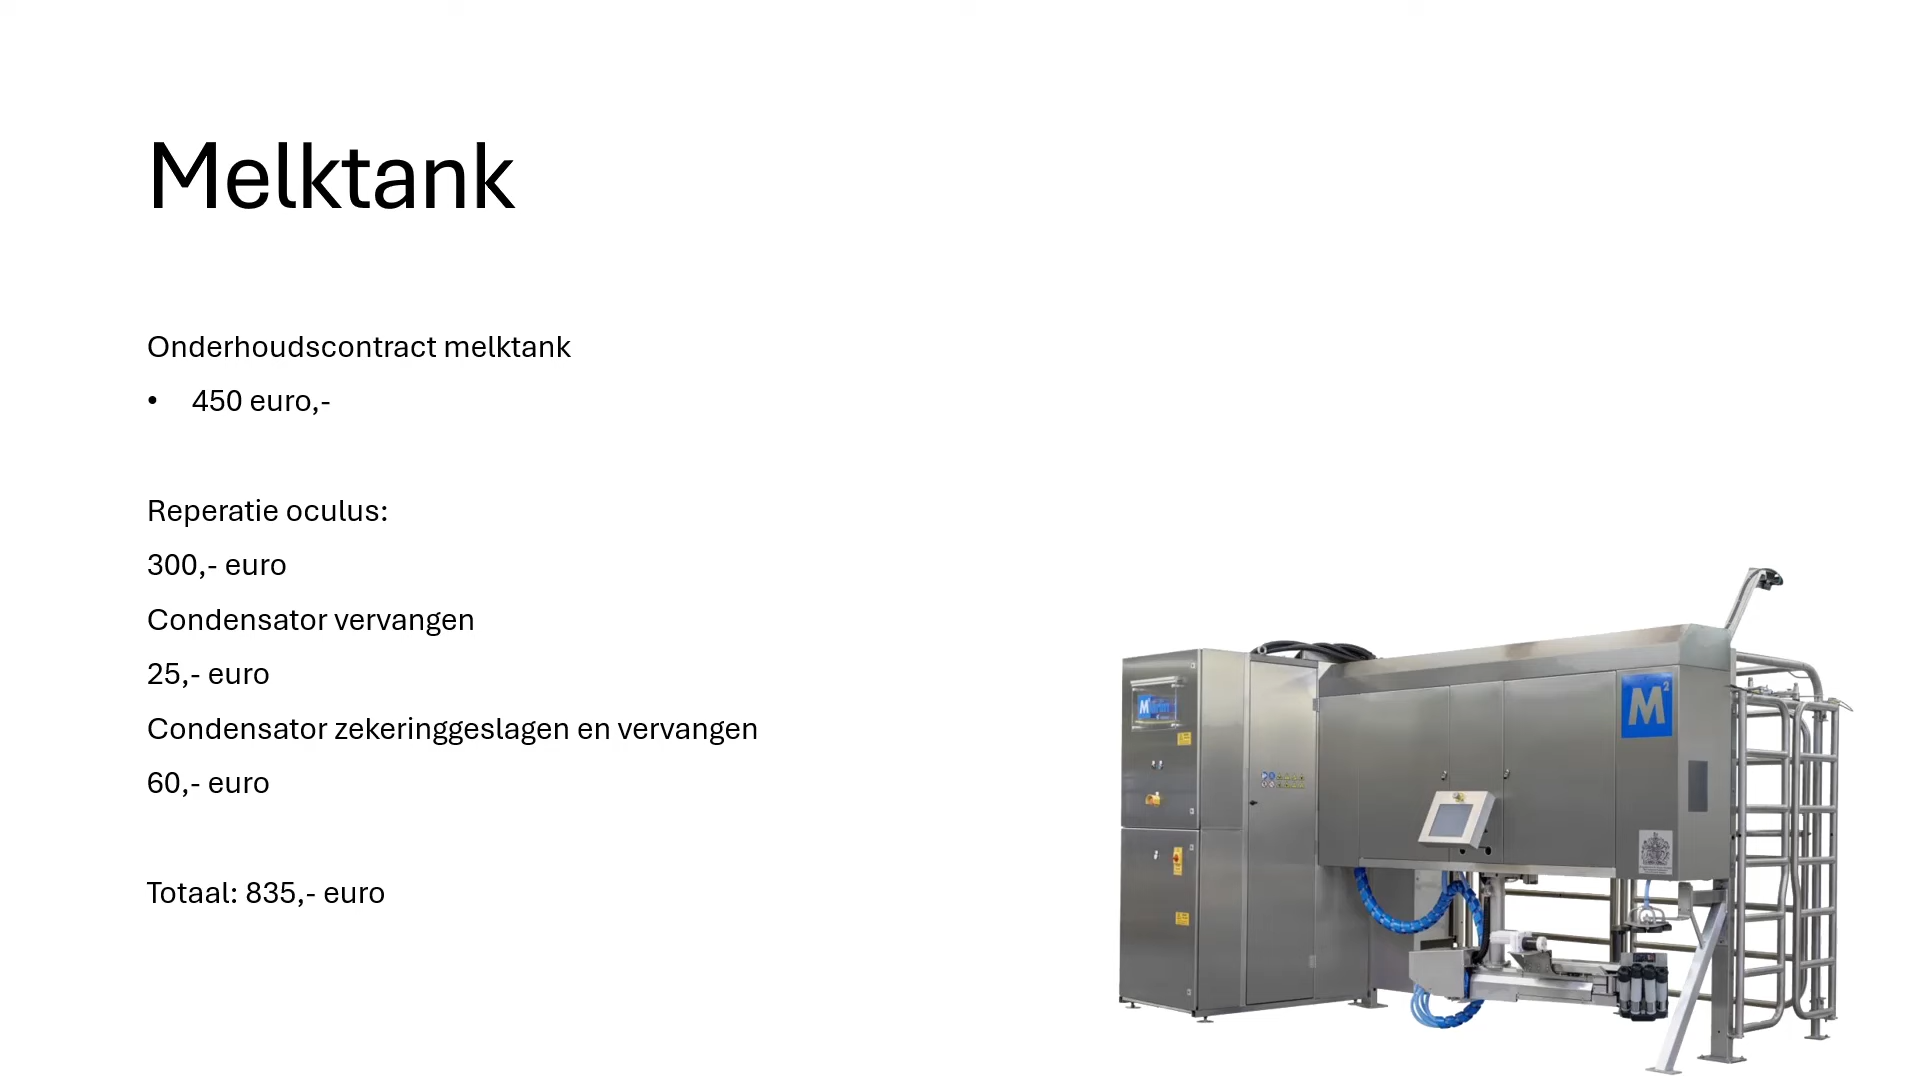 Melktank
Onderhoudscontract melktank
• 450 euro,-
Reperatie oculus:
300,- euro
Condensator vervangen
25,- euro
Condensator zekeringgeslagen en vervangen
60,- euro
Totaal: 835,- euro
M²